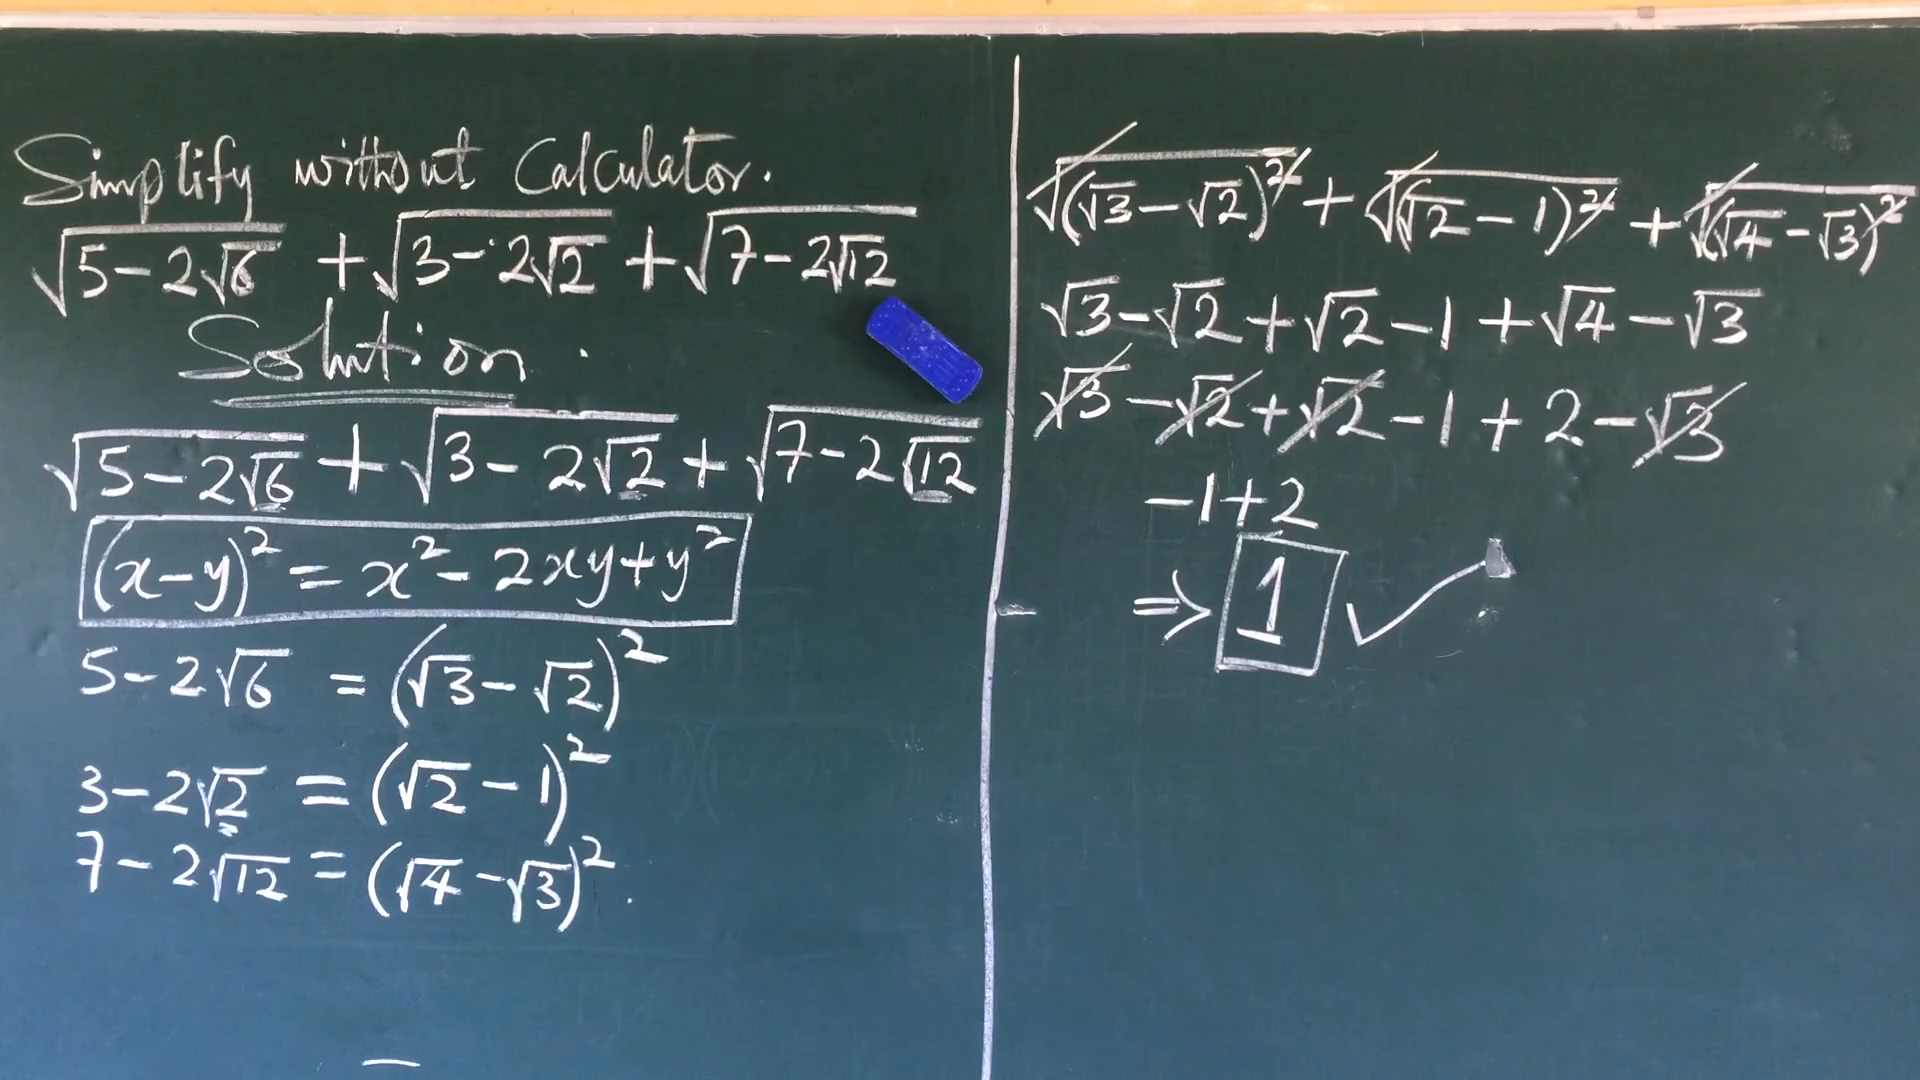 Simplify without Calculator.
√(5-2√6) + √(3-2√2) + √(7-2√12)
Solution.
√(5-2√6) + √(3-2√2) + √(7-2√12)
(x-y)² = x²-2xy+y²
5-2√6 = (√3-√2)²
3-2√2 = (√2-1)²
7-2√12 = (√4-√3)².
√(√3-√2)² + √(√2-1)² + √(√4-√3)²
√3-√2+√2-1+√4-√3
√3-√2+√2-1+2-√3
-1+2
⇒ 1 ✓